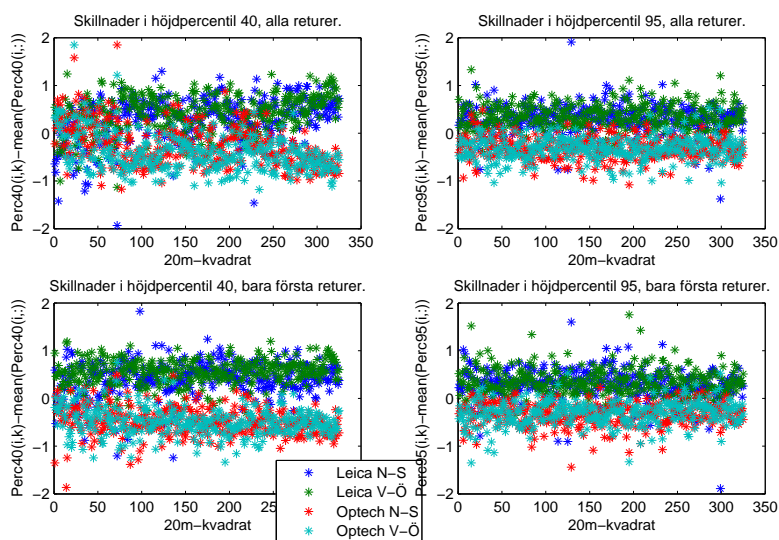 Skillnader i höjdpercentil 40, alla returer.
2
1
0
−1
−2
Perc40(i,k)−mean(Perc40(i,:))
0 50 100 150 200 250 300 350
20m−kvadrat
Skillnader i höjdpercentil 95, alla returer.
2
1
0
−1
−2
Perc95(i,k)−mean(Perc95(i,:))
0 50 100 150 200 250 300 350
20m−kvadrat
Skillnader i höjdpercentil 40, bara första returer.
2
1
0
−1
−2
Perc40(i,k)−mean(Perc40(i,:))
0 50 100 150 200 250
20m−kvadrat
Skillnader i höjdpercentil 95, bara första returer.
2
1
0
−1
−2
Perc95(i,k)−mean(Perc95(i,:))
0 50 100 150 200 250 300 350
20m−kvadrat
Leica N−S
Leica V−Ö
Optech N−S
Optech V−Ö